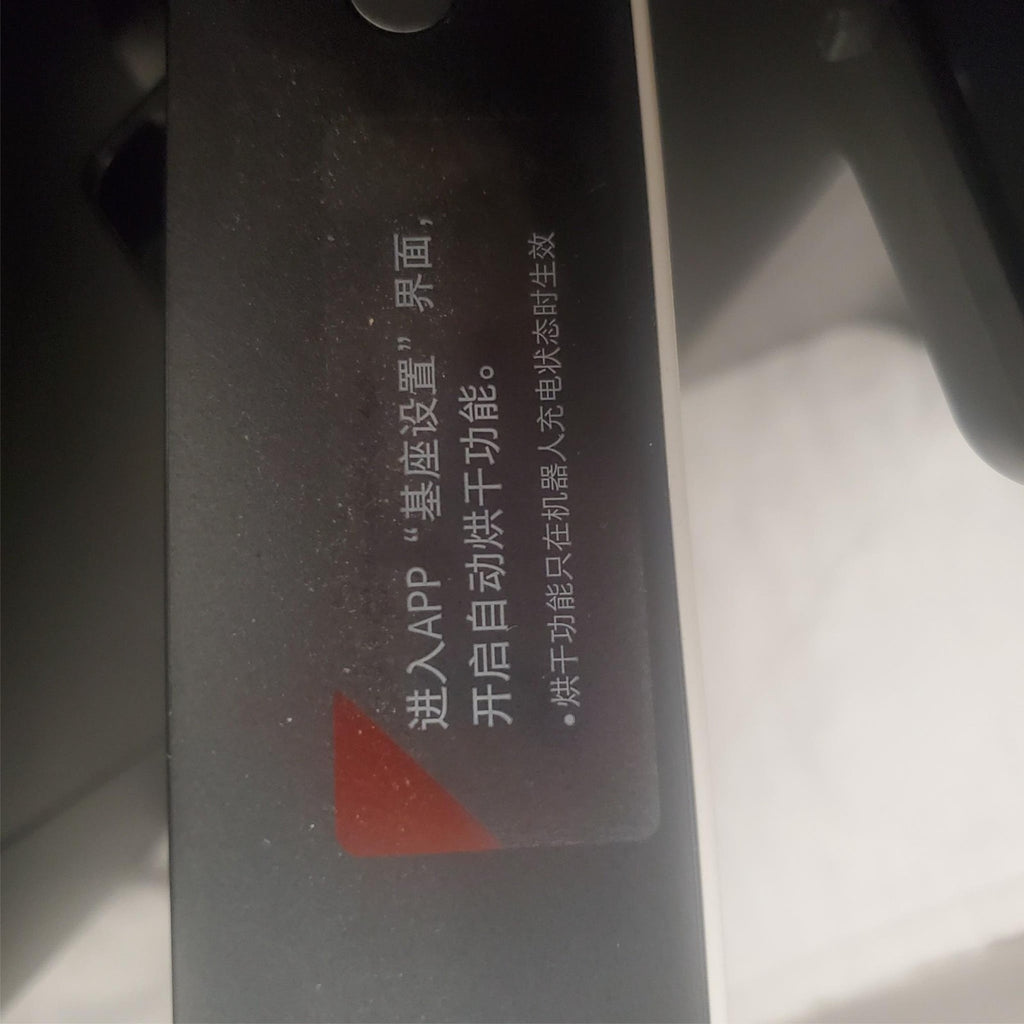 进入APP“基座设置”界面，
开启自动烘干功能。
•烘干功能只在机器人充电状态时生效